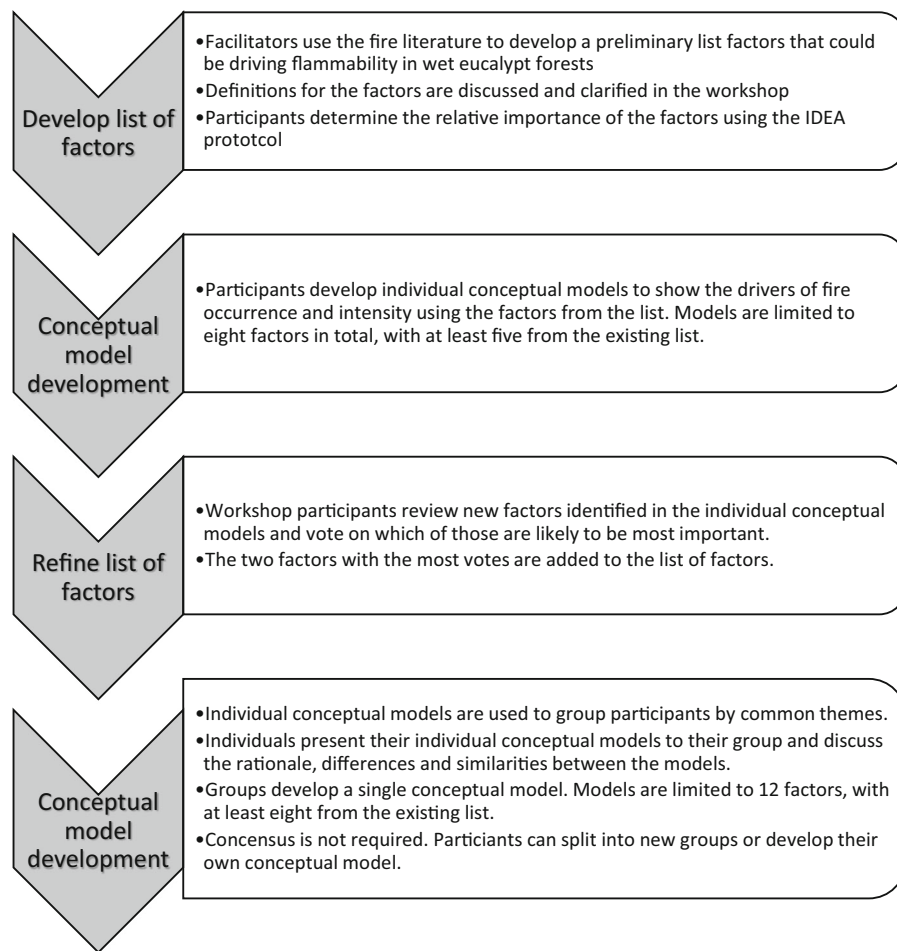 Develop list of
factors
•Facilitators use the fire literature to develop a preliminary list factors that could
be driving flammability in wet eucalypt forests
•Definitions for the factors are discussed and clarified in the workshop
•Participants determine the relative importance of the factors using the IDEA
prototcol
Conceptual
model
development
•Participants develop individual conceptual models to show the drivers of fire
occurrence and intensity using the factors from the list. Models are limited to
eight factors in total, with at least five from the existing list.
Refine list of
factors
•Workshop participants review new factors identified in the individual conceptual
models and vote on which of those are likely to be most important.
•The two factors with the most votes are added to the list of factors.
Conceptual
model
development
•Individual conceptual models are used to group participants by common themes.
•Individuals present their individual conceptual models to their group and discuss
the rationale, differences and similarities between the models.
•Groups develop a single conceptual model. Models are limited to 12 factors, with
at least eight from the existing list.
•Concensus is not required. Particiants can split into new groups or develop their
own conceptual model.